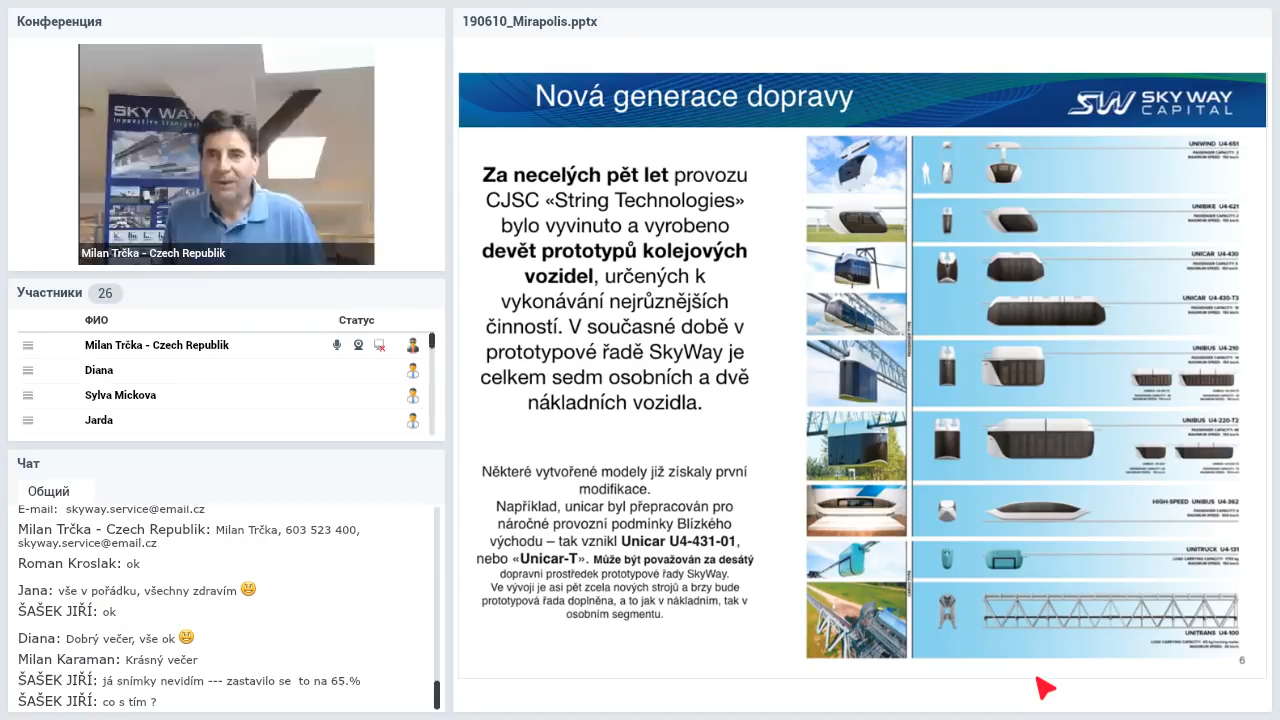 Конференция
SKY WAY
Milan Trčka - Czech Republik
Участники 26
ФИО Статус
Milan Trčka - Czech Republik
Diana
Sylva Mickova
Jarda
Чат
Общий
E-mail: skyway.service@email.cz
Milan Trčka - Czech Republik: Milan Trčka, 603 523 400,
skyway.service@email.cz
Roman Vorslak: ok
Jana: vše v pořádku, všechny zdravím
ŠAŠEK JIŘÍ: ok
Diana: Dobrý večer, vše ok
Milan Karaman: Krásný večer
ŠAŠEK JIŘÍ: já snímky nevidím --- zastavilo se to na 65.%
ŠAŠEK JIŘÍ: co s tím ?
190610_Mirapolis.pptx
Nová generace dopravy
SW SKY WAY
CAPITAL
Za necelých pět let provozu
CJSC «String Technologies»
bylo vyvinuto a vyrobeno
devět prototypů kolejových
vozidel, určených k
vykonávání nejrůznějších
činností. V současné době v
prototypové řadě SkyWay je
celkem sedm osobních a dvě
nákladních vozidla.
Některé vytvořené modely již získaly první
modifikace.
Například, unicar byl přepracován pro
náročné provozní podmínky Blízkého
východu – tak vznikl Unicar U4-431-01,
nebo «Unicar-T». Může být považován za desátý
dopravní prostředek prototypové řady SkyWay.
Ve vývoji je asi pět zcela nových strojů a brzy bude
prototypová řada doplněna, a to jak v nákladním, tak v
osobním segmentu.
UNIWIND U4-651
UNIBIKE U4-621
UNICAR U4-430
UNICAR U4-430-T3
UNIBUS U4-210
UNIBUS U4-220-T2
HIGH-SPEED UNIBUS U4-362
UNITRUCK U4-131
UNITRANS U4-100
6